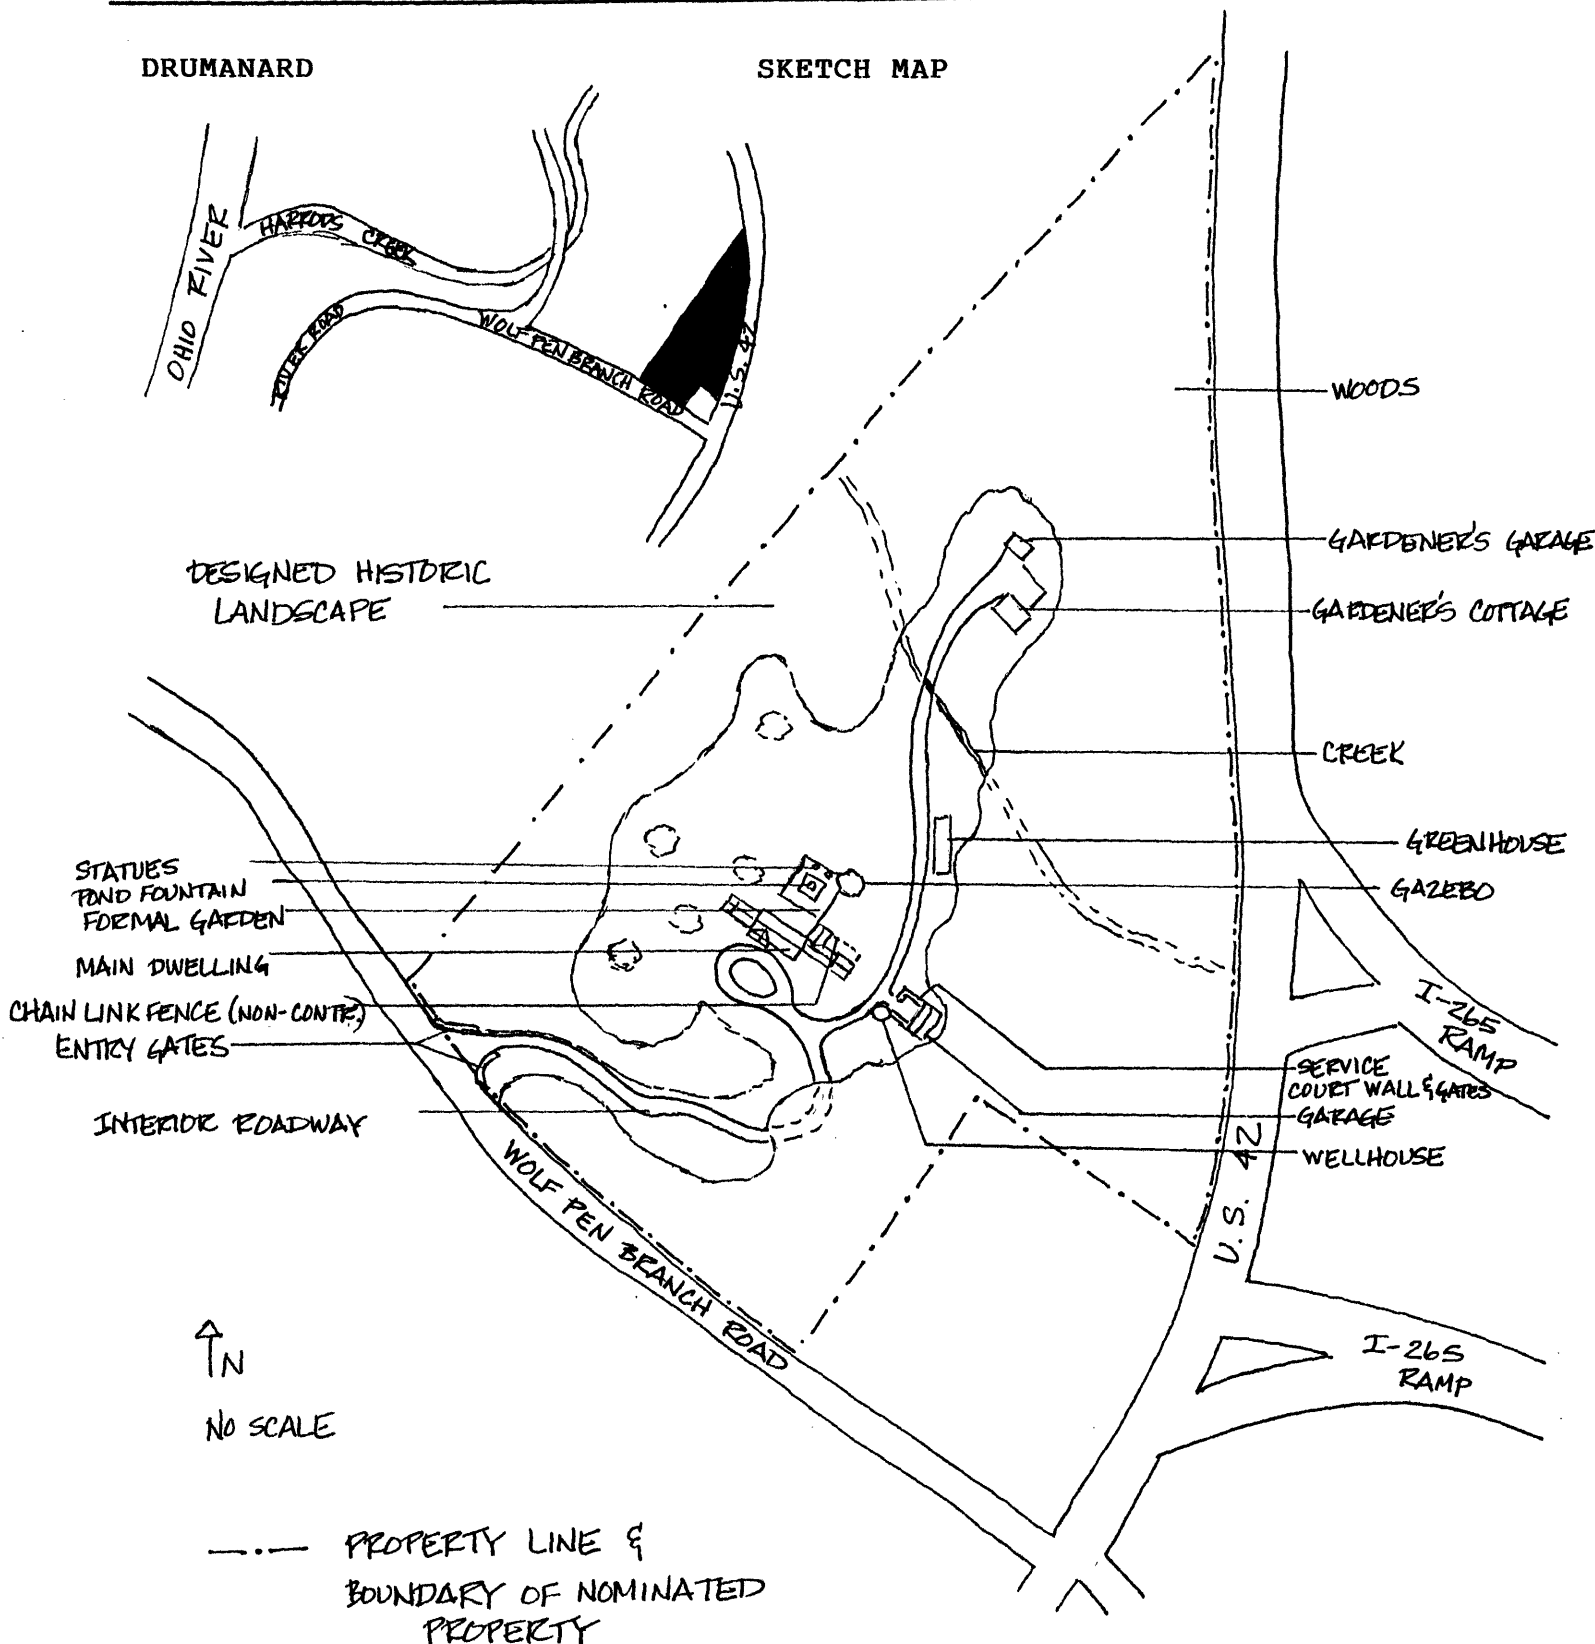 DRUMANARD
SKETCH MAP
OHIO RIVER
HARRODS CREEK
RIVER ROAD
WOLF PEN BRANCH ROAD
U.S. 42
WOODS
GARDENER'S GARAGE
DESIGNED HISTORIC
LANDSCAPE
GARDENER'S COTTAGE
CREEK
GREENHOUSE
GAZEBO
STATUES
POND FOUNTAIN
FORMAL GARDEN
MAIN DWELLING
CHAIN LINK FENCE (NON-CONTR.)
ENTRY GATES
INTERIOR ROADWAY
I-265
RAMP
SERVICE
COURT WALL & GATES
GARAGE
WELLHOUSE
U.S. 42
WOLF PEN BRANCH ROAD
I-265
RAMP
N
NO SCALE
PROPERTY LINE &
BOUNDARY OF NOMINATED
PROPERTY